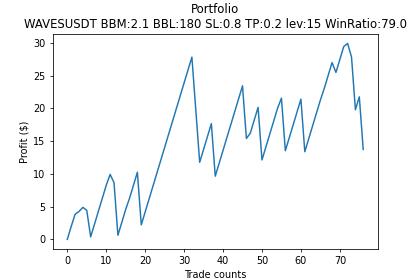 Portfolio
WAVESUSDT BBM:2.1 BBL:180 SL:0.8 TP:0.2 lev:15 WinRatio:79.0
Profit ($)
30
25
20
15
10
5
0
0 10 20 30 40 50 60 70
Trade counts